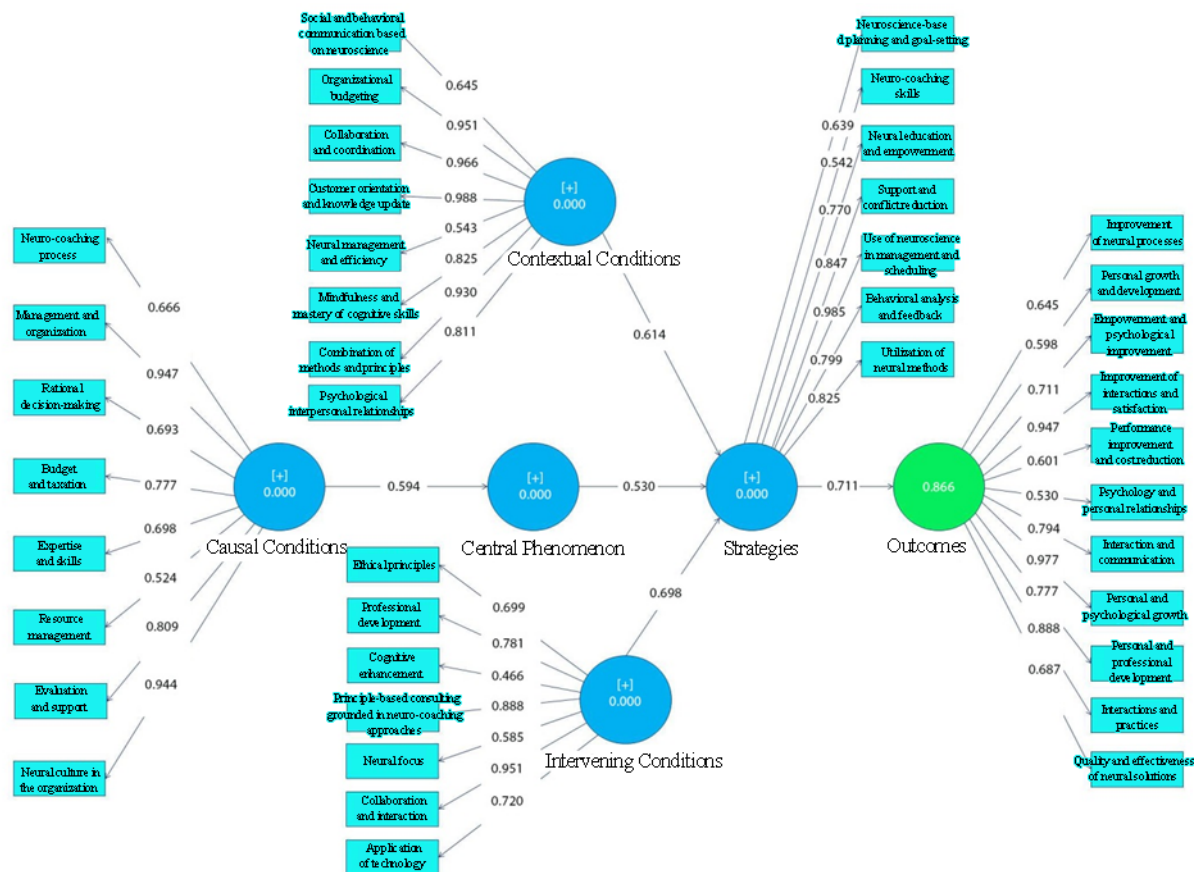 Social and behavioral
communication based
on neuroscience
Organizational
budgeting
Collaboration
and coordination
Customer orientation
and knowledge update
Neural management
and efficiency
Mindfulness and
mastery of cognitive skills
Combination of
methods and principles
Psychological
interpersonal relationships
0.645
0.951
0.966
0.988
0.543
0.825
0.930
0.811
[+]
0.000
Contextual Conditions
0.614
Neuroscience-base
d planning and goal-setting
Neuro-coaching
skills
Neural education
and empowerment
Support and
conflict reduction
Use of neuroscience
in management and
scheduling
Behavioral analysis
and feedback
Utilization of
neural methods
0.639
0.542
0.770
0.847
0.985
0.799
0.825
Neuro-coaching
process
Management and
organization
Rational
decision-making
Budget
and taxation
Expertise
and skills
Resource
management
Evaluation
and support
Neural culture in
the organization
0.666
0.947
0.693
0.777
0.698
0.524
0.809
0.944
[+]
0.000
Causal Conditions
0.594
[+]
0.000
Central Phenomenon
0.530
[+]
0.000
Strategies
0.711
0.866
Outcomes
Improvement
of neural processes
Personal growth
and development
Empowerment and
psychological
improvement
Improvement of
interactions and
satisfaction
Performance
improvement
and cost reduction
Psychology and
personal relationships
Interaction and
communication
Personal and
psychological growth
Personal and
professional
development
Interactions and
practices
Quality and effectiveness
of neural solutions
0.645
0.598
0.711
0.947
0.601
0.530
0.794
0.977
0.777
0.888
0.687
Ethical principles
Professional
development
Cognitive
enhancement
Principle-based consulting
grounded in neuro-coaching
approaches
Neural focus
Collaboration
and interaction
Application
of technology
0.699
0.781
0.466
0.888
0.585
0.951
0.720
0.698
[+]
0.000
Intervening Conditions